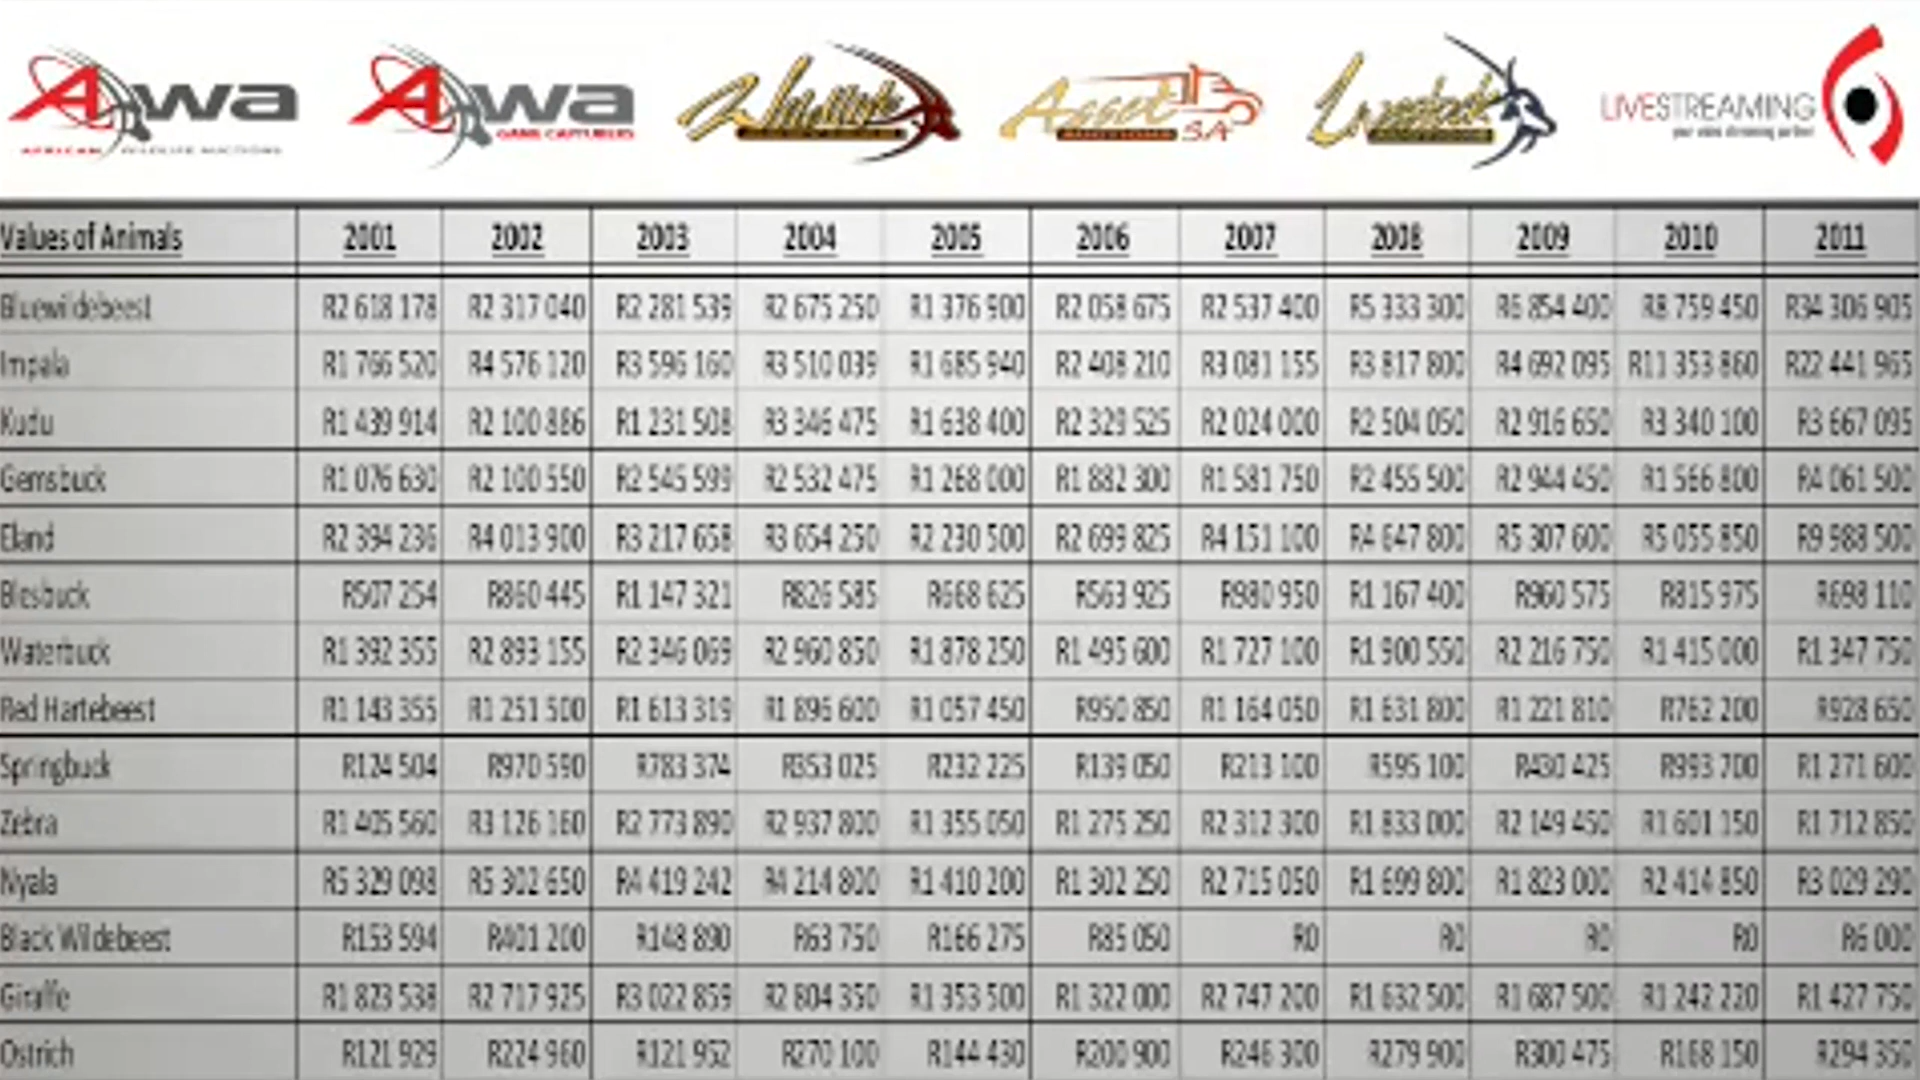 Awa
AFRICAN WILDLIFE AUCTIONS
Awa
GAME CAPTURERS
Wildlife
Asset
SA
Livestock
LIVESTREAMING
your video streaming partner
Values of Animals 2001 2002 2003 2004 2005 2006 2007 2008 2009 2010 2011
Bluewildebeest R2 618 178 R2 317 040 R2 281 539 R2 675 250 R1 376 900 R2 058 675 R2 537 400 R5 333 300 R6 854 400 R8 759 450 R34 306 905
Impala R1 766 520 R4 576 120 R3 596 160 R3 510 039 R1 685 940 R2 408 210 R3 081 155 R3 817 800 R4 692 095 R11 353 860 R22 441 965
Kudu R1 439 914 R2 100 886 R1 231 508 R3 346 475 R1 638 400 R2 329 525 R2 024 000 R2 504 050 R2 916 650 R3 340 100 R3 667 095
Gemsbuck R1 076 630 R2 100 550 R2 545 599 R2 532 475 R1 268 000 R1 882 300 R1 581 750 R2 455 500 R2 944 450 R1 566 800 R4 061 500
Eland R2 394 236 R4 013 900 R3 217 658 R3 654 250 R2 230 500 R2 699 825 R4 151 100 R4 647 800 R5 307 600 R5 055 850 R9 988 500
Blesbuck R507 254 R860 445 R1 147 321 R826 585 R668 625 R563 925 R980 950 R1 167 400 R960 575 R815 975 R698 110
Waterbuck R1 392 355 R2 893 155 R2 346 069 R2 960 850 R1 878 250 R1 495 600 R1 727 100 R1 900 550 R2 216 750 R1 415 000 R1 347 750
Red Hartebeest R1 143 355 R1 251 500 R1 613 319 R1 896 600 R1 057 450 R950 850 R1 164 050 R1 631 800 R1 221 810 R762 200 R928 650
Springbuck R124 504 R970 590 R783 374 R353 025 R232 225 R139 050 R213 100 R595 100 R430 425 R993 700 R1 271 600
Zebra R1 405 560 R3 126 160 R2 773 890 R2 937 800 R1 355 050 R1 275 250 R2 312 300 R1 833 000 R2 149 450 R1 601 150 R1 712 850
Nyala R5 329 098 R5 302 650 R4 419 242 R4 214 800 R1 410 200 R1 302 250 R2 715 050 R1 699 800 R1 823 000 R2 414 850 R3 029 290
Black Wildebeest R153 594 R401 200 R148 890 R63 750 R166 275 R85 050 R0 R0 R0 R0 R6 000
Giraffe R1 823 538 R2 717 925 R3 022 859 R2 804 350 R1 353 500 R1 322 000 R2 747 200 R1 632 500 R1 687 500 R1 242 220 R1 427 750
Ostrich R121 929 R224 960 R121 952 R270 100 R144 430 R200 900 R246 300 R279 900 R300 475 R168 150 R294 350